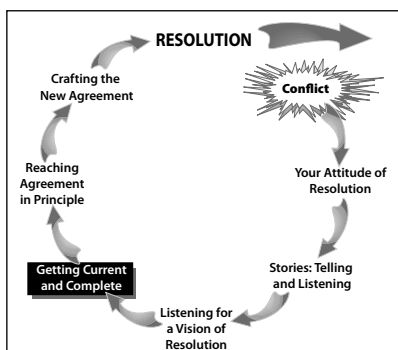 RESOLUTION
Conflict
Your Attitude of
Resolution
Stories: Telling
and Listening
Listening for
a Vision of
Resolution
Getting Current
and Complete
Reaching
Agreement
in Principle
Crafting the
New Agreement